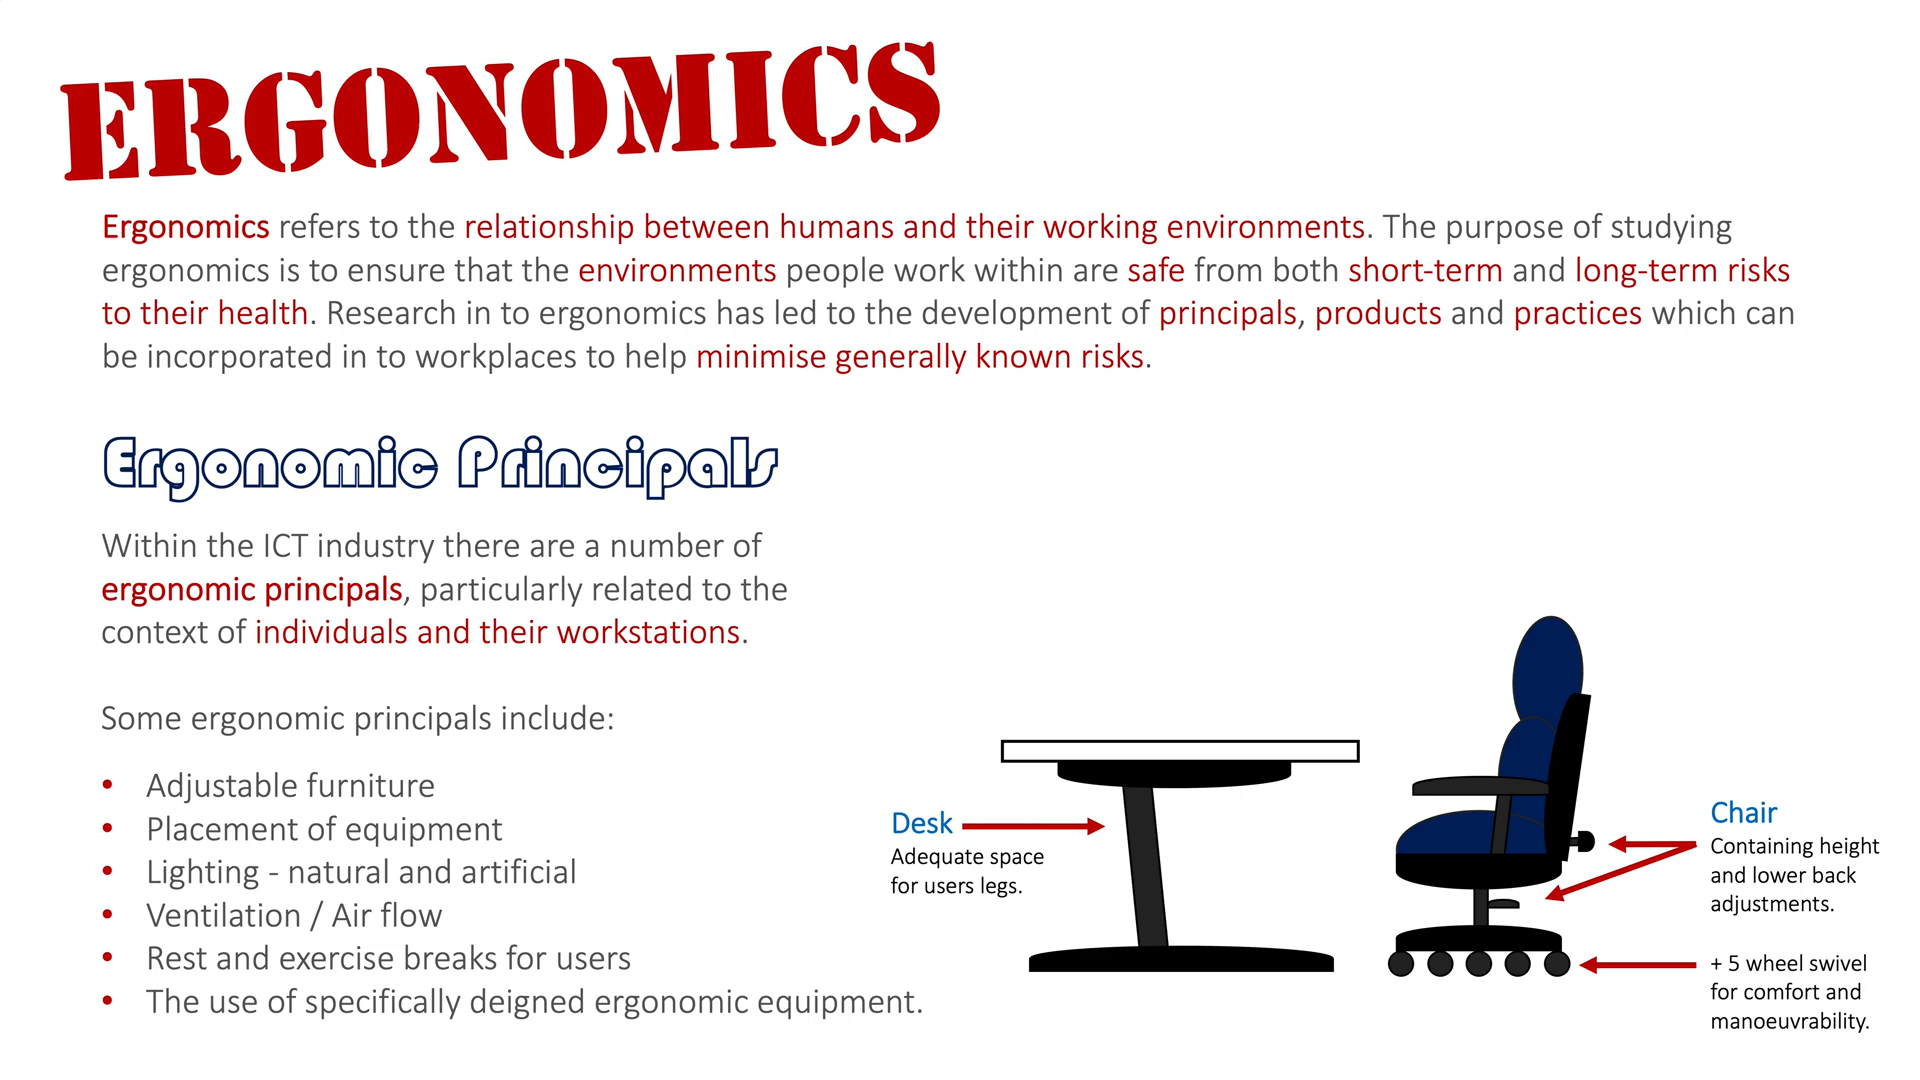 ERGONOMICS
Ergonomics refers to the relationship between humans and their working environments. The purpose of studying
ergonomics is to ensure that the environments people work within are safe from both short-term and long-term risks
to their health. Research in to ergonomics has led to the development of principals, products and practices which can
be incorporated in to workplaces to help minimise generally known risks.
Ergonomic Principals
Within the ICT industry there are a number of
ergonomic principals, particularly related to the
context of individuals and their workstations.
Some ergonomic principals include:
• Adjustable furniture
• Placement of equipment
• Lighting - natural and artificial
• Ventilation / Air flow
• Rest and exercise breaks for users
• The use of specifically deigned ergonomic equipment.
Desk
Adequate space
for users legs.
Chair
Containing height
and lower back
adjustments.
+ 5 wheel swivel
for comfort and
manoeuvrability.